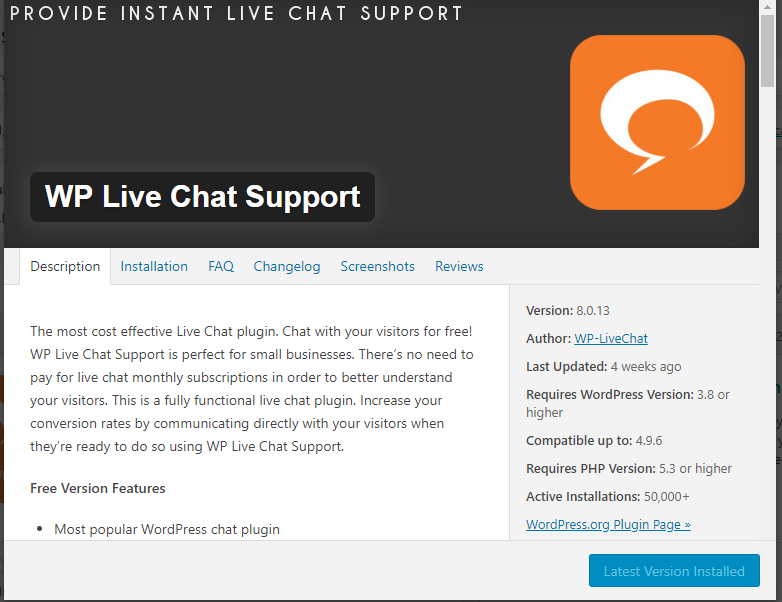 PROVIDE INSTANT LIVE CHAT SUPPORT
WP Live Chat Support
Description Installation FAQ Changelog Screenshots Reviews
The most cost effective Live Chat plugin. Chat with your visitors for free!
WP Live Chat Support is perfect for small businesses. There’s no need to
pay for live chat monthly subscriptions in order to better understand
your visitors. This is a fully functional live chat plugin. Increase your
conversion rates by communicating directly with your visitors when
they’re ready to do so using WP Live Chat Support.
Free Version Features
• Most popular WordPress chat plugin
Version: 8.0.13
Author: WP-LiveChat
Last Updated: 4 weeks ago
Requires WordPress Version: 3.8 or
higher
Compatible up to: 4.9.6
Requires PHP Version: 5.3 or higher
Active Installations: 50,000+
WordPress.org Plugin Page »
Latest Version Installed